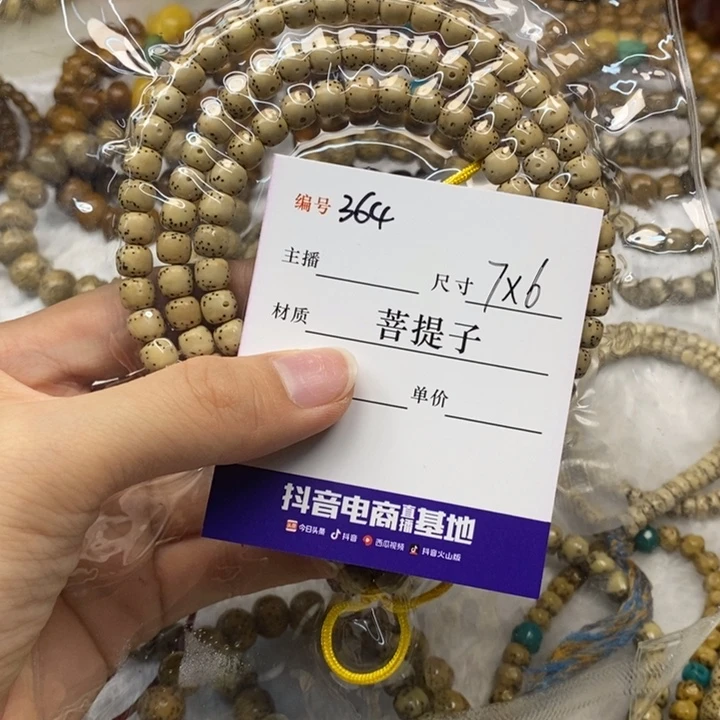 编号 364
主播 尺寸 7x6
材质 菩提子
单价
抖音电商直播基地
今日头条 抖音 西瓜视频 抖音火山版